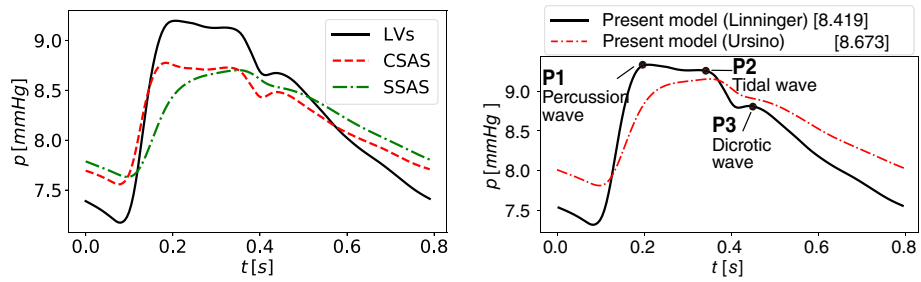 9.0
8.5
8.0
7.5
p [mmHg]
0.0 0.2 0.4 0.6 0.8
t [s]
LVs
CSAS
SSAS
Present model (Linninger) [8.419]
Present model (Ursino) [8.673]
9.0
8.5
8.0
7.5
p [mmHg]
0.0 0.2 0.4 0.6 0.8
t [s]
P1
Percussion
wave
P2
Tidal wave
P3
Dicrotic
wave